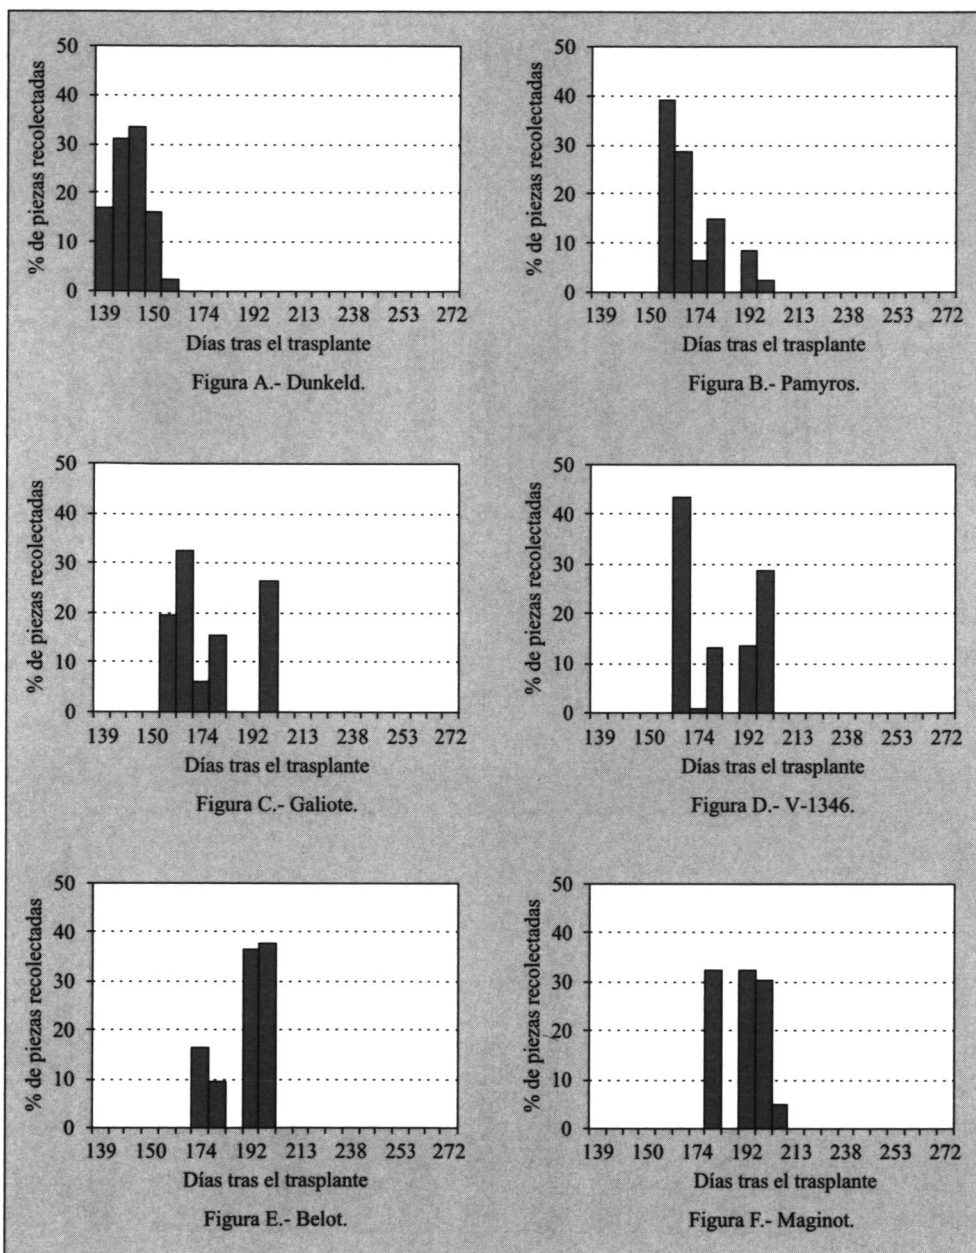 50
40
30
20
10
0
% de piezas recolectadas
139 150 174 192 213 238 253 272
Días tras el trasplante
Figura A.- Dunkeld.
50
40
30
20
10
0
% de piezas recolectadas
139 150 174 192 213 238 253 272
Días tras el trasplante
Figura B.- Pamyros.
50
40
30
20
10
0
% de piezas recolectadas
139 150 174 192 213 238 253 272
Días tras el trasplante
Figura C.- Galiote.
50
40
30
20
10
0
% de piezas recolectadas
139 150 174 192 213 238 253 272
Días tras el trasplante
Figura D.- V-1346.
50
40
30
20
10
0
% de piezas recolectadas
139 150 174 192 213 238 253 272
Días tras el trasplante
Figura E.- Belot.
50
40
30
20
10
0
% de piezas recolectadas
139 150 174 192 213 238 253 272
Días tras el trasplante
Figura F.- Maginot.